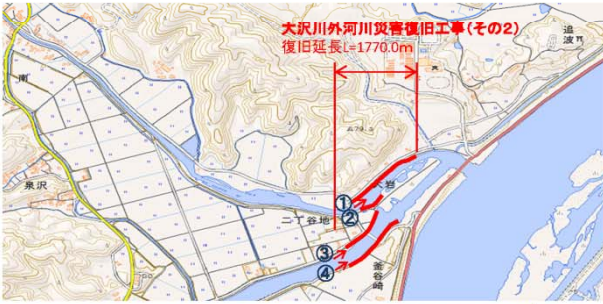 大沢川外河川災害復旧工事(その2)
復旧延長L=1770.0m
追波
南
泉沢
大岩
①
②
二丁谷地
③
④
釜谷崎